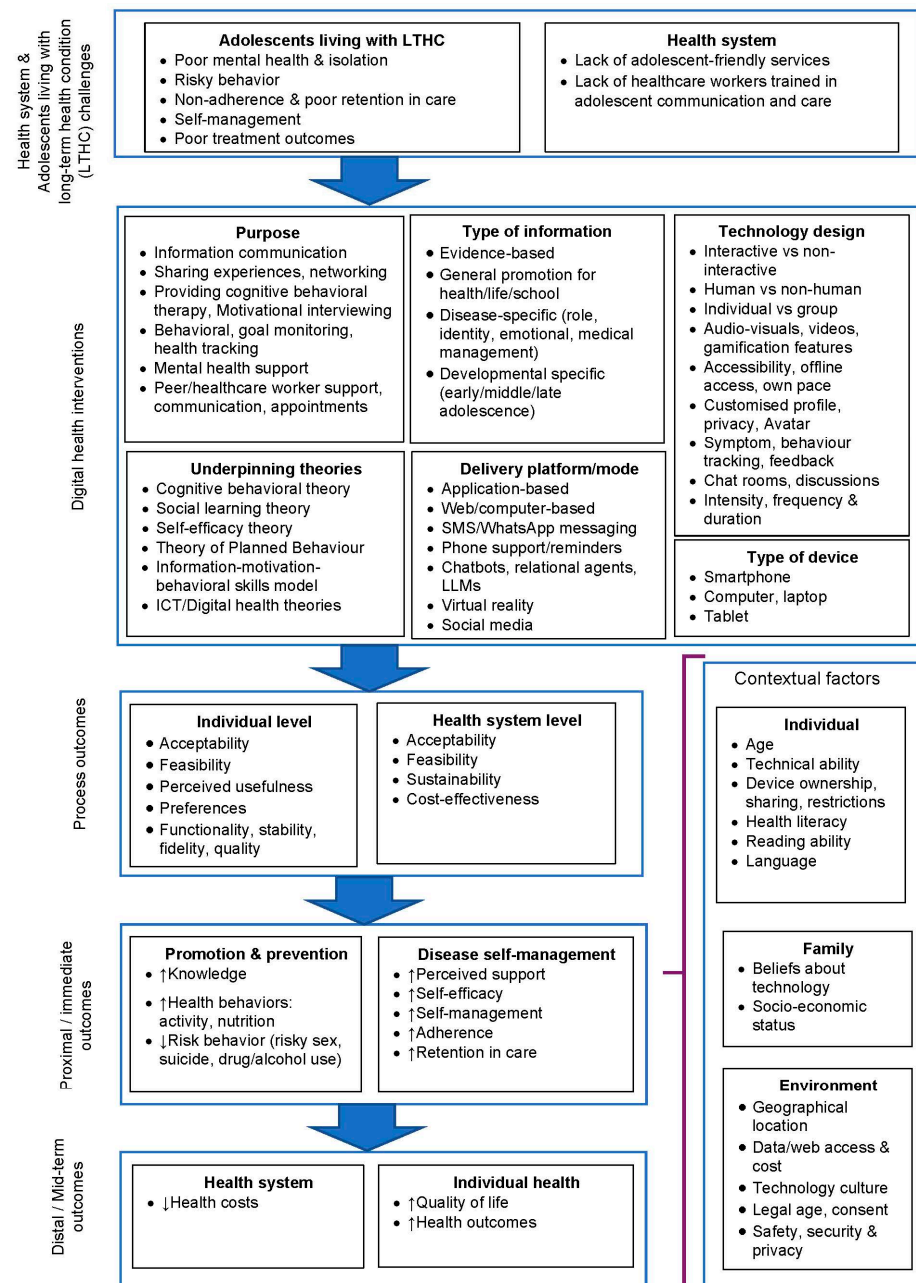 Health system &
Adolescents living with
long-term health condition
(LTHC) challenges
Adolescents living with LTHC
• Poor mental health & isolation
• Risky behavior
• Non-adherence & poor retention in care
• Self-management
• Poor treatment outcomes
Health system
• Lack of adolescent-friendly services
• Lack of healthcare workers trained in
adolescent communication and care
Digital health interventions
Purpose
• Information communication
• Sharing experiences, networking
• Providing cognitive behavioral
therapy, Motivational interviewing
• Behavioral, goal monitoring,
health tracking
• Mental health support
• Peer/healthcare worker support,
communication, appointments
Type of information
• Evidence-based
• General promotion for
health/life/school
• Disease-specific (role,
identity, emotional, medical
management)
• Developmental specific
(early/middle/late
adolescence)
Technology design
• Interactive vs non-
interactive
• Human vs non-human
• Individual vs group
• Audio-visuals, videos,
gamification features
• Accessibility, offline
access, own pace
• Customised profile,
privacy, Avatar
• Symptom, behaviour
tracking, feedback
• Chat rooms, discussions
• Intensity, frequency &
duration
Underpinning theories
• Cognitive behavioral theory
• Social learning theory
• Self-efficacy theory
• Theory of Planned Behaviour
• Information-motivation-
behavioral skills model
• ICT/Digital health theories
Delivery platform/mode
• Application-based
• Web/computer-based
• SMS/WhatsApp messaging
• Phone support/reminders
• Chatbots, relational agents,
LLMs
• Virtual reality
• Social media
Type of device
• Smartphone
• Computer, laptop
• Tablet
Process outcomes
Individual level
• Acceptability
• Feasibility
• Perceived usefulness
• Preferences
• Functionality, stability,
fidelity, quality
Health system level
• Acceptability
• Feasibility
• Sustainability
• Cost-effectiveness
Proximal / immediate
outcomes
Promotion & prevention
• ↑Knowledge
• ↑Health behaviors:
activity, nutrition
• ↓Risk behavior (risky sex,
suicide, drug/alcohol use)
Disease self-management
• ↑Perceived support
• ↑Self-efficacy
• ↑Self-management
• ↑Adherence
• ↑Retention in care
Distal / Mid-term
outcomes
Health system
• ↓Health costs
Individual health
• ↑Quality of life
• ↑Health outcomes
Contextual factors
Individual
• Age
• Technical ability
• Device ownership,
sharing, restrictions
• Health literacy
• Reading ability
• Language
Family
• Beliefs about
technology
• Socio-economic
status
Environment
• Geographical
location
• Data/web access &
cost
• Technology culture
• Legal age, consent
• Safety, security &
privacy